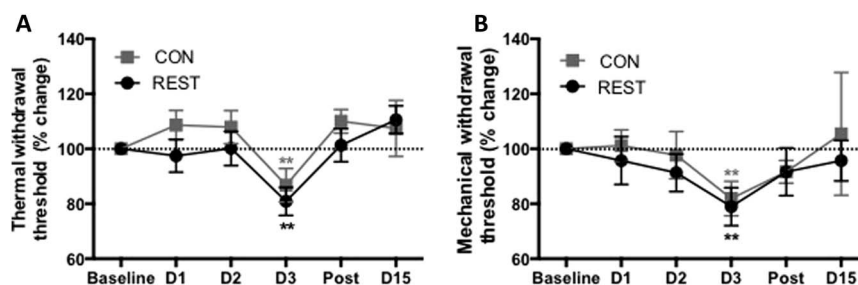 A
Thermal withdrawal
threshold (% change)
140
120
100
80
60
CON
REST
**
**
Baseline D1 D2 D3 Post D15
B
Mechanical withdrawal
threshold (% change)
140
120
100
80
60
CON
REST
**
**
Baseline D1 D2 D3 Post D15